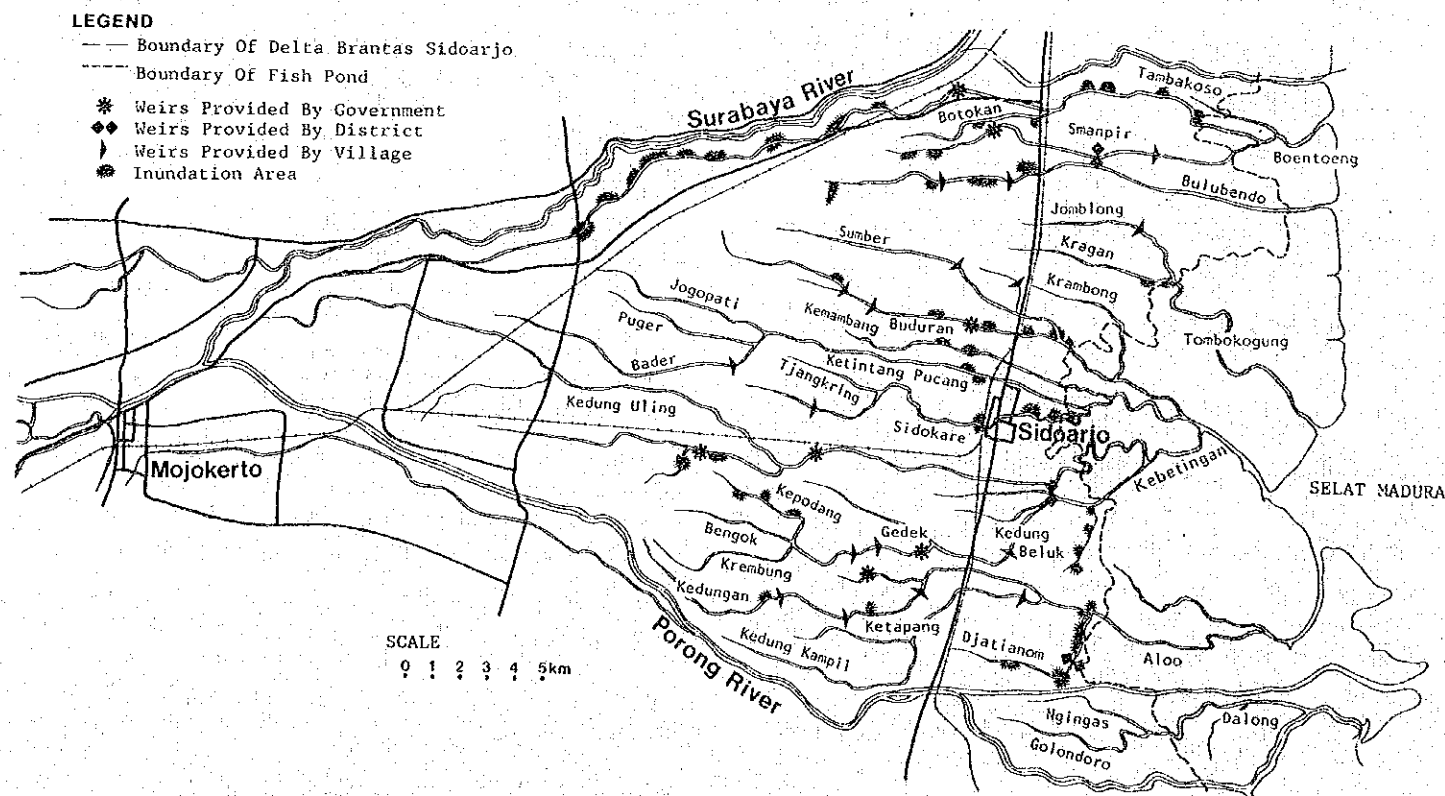 LEGEND
Boundary Of Delta Brantas Sidoarjo
Boundary Of Fish Pond
Weirs Provided By Government
Weirs Provided By District
Weirs Provided By Village
Inundation Area
Surabaya River
Tambakoso
Botokan
Smanpir
Boentoeng
Bulubendo
Jomblong
Sumber
Kragan
Krambong
Jogopati
Puger
Kemambang
Buduran
Tombokogung
Bader
Ketintang Pucang
Tjangkring
Kedung Uling
Sidokare
Sidoarjo
Mojokerto
Kebetingan
SELAT MADURA
Kepodang
Bengok
Gedek
Kedung
Beluk
Krembung
Kedungan
Ketapang
Kedung Kampil
Djatianom
Aloo
Porong River
SCALE
0 1 2 3 4 5km
Ngingas
Dalong
Golondoro